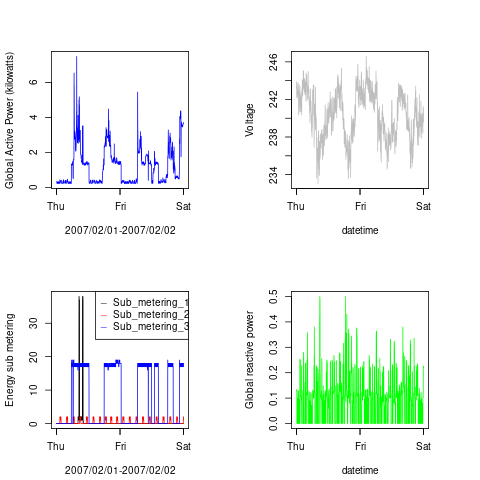 Global Active Power (kilowatts)
6
4
2
0
Thu
Fri
Sat
2007/02/01-2007/02/02
Voltage
246
242
238
234
Thu
Fri
Sat
datetime
Energy sub metering
30
20
10
0
Sub_metering_1
Sub_metering_2
Sub_metering_3
Thu
Fri
Sat
2007/02/01-2007/02/02
Global reactive power
0.5
0.4
0.3
0.2
0.1
0.0
Thu
Fri
Sat
datetime